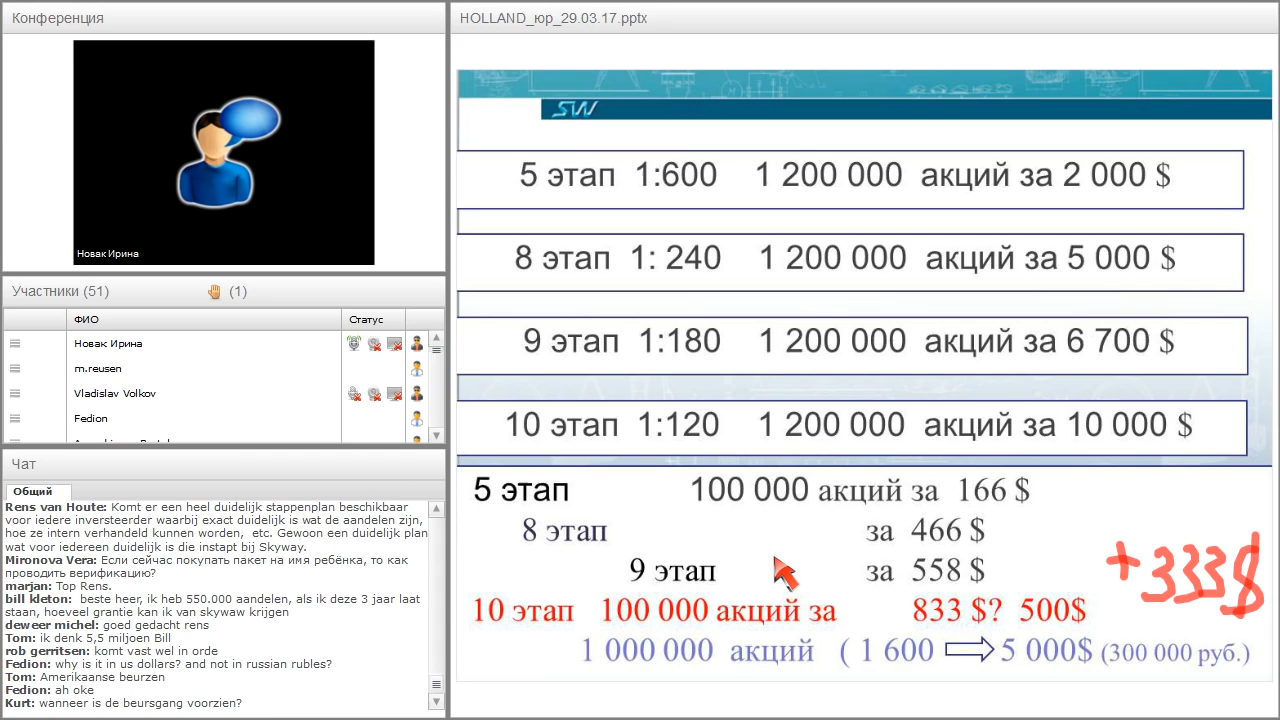 Конференция
Новак Ирина
Участники (51) (1)
ФИО Статус
Новак Ирина
m.reusen
Vladislav Volkov
Fedion
Чат
Общий
Rens van Houte: Komt er een heel duidelijk stappenplan beschikbaar
voor iedere inversteerder waarbij exact duidelijk is wat de aandelen zijn,
hoe ze intern verhandeld kunnen worden, etc. Gewoon een duidelijk plan
wat voor iedereen duidelijk is die instapt bij Skyway.
Mironova Vera: Если сейчас покупать пакет на имя ребёнка, то как
проводить верификацию?
marjan: Top Rens.
bill kleton: beste heer, ik heb 550.000 aandelen, als ik deze 3 jaar laat
staan, hoeveel grantie kan ik van skywaw krijgen
deweer michel: goed gedacht rens
Tom: ik denk 5,5 miljoen Bill
rob gerritsen: komt vast wel in orde
Fedion: why is it in us dollars? and not in russian rubles?
Tom: Amerikaanse beurzen
Fedion: ah oke
Kurt: wanneer is de beursgang voorzien?
HOLLAND_юр_29.03.17.pptx
SW
5 этап 1:600 1 200 000 акций за 2 000 $
8 этап 1: 240 1 200 000 акций за 5 000 $
9 этап 1:180 1 200 000 акций за 6 700 $
10 этап 1:120 1 200 000 акций за 10 000 $
5 этап 100 000 акций за 166 $
8 этап за 466 $
9 этап за 558 $
+333$
10 этап 100 000 акций за 833 $? 500$
1 000 000 акций ( 1 600 5 000$ (300 000 руб.)